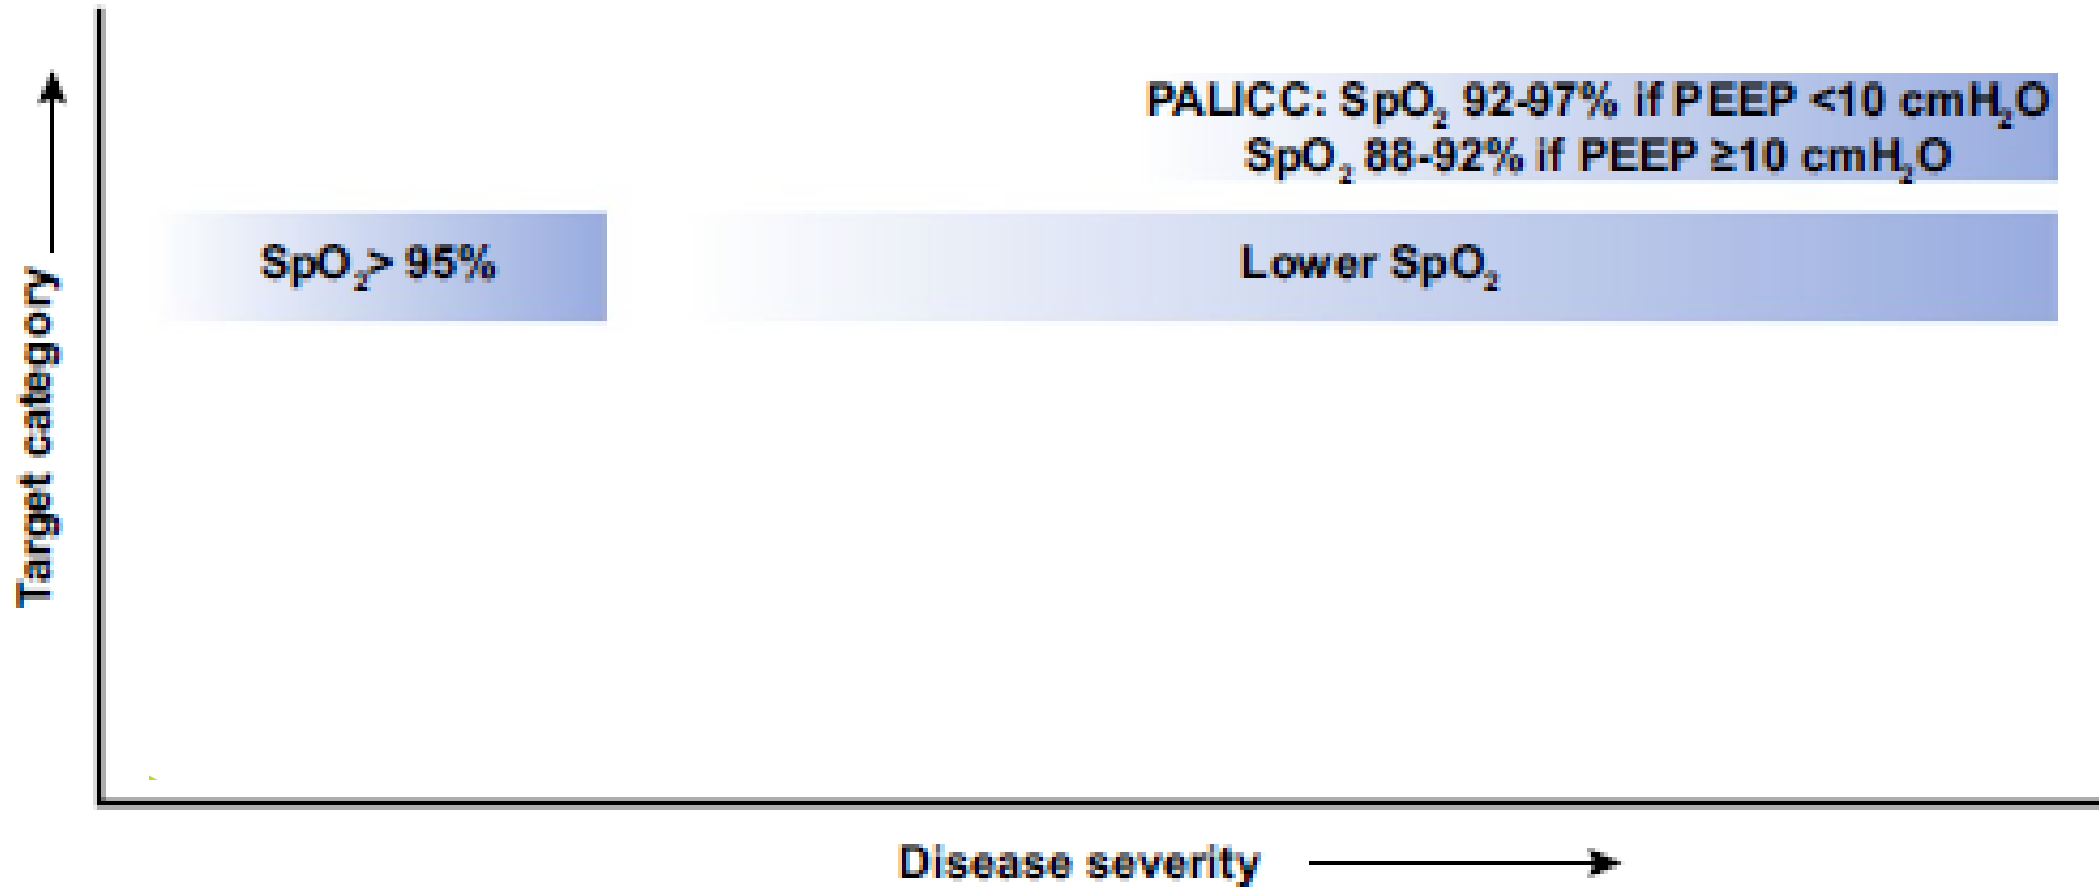 PALICC: SpO₂ 92-97% if PEEP <10 cmH₂O
SpO₂ 88-92% if PEEP ≥10 cmH₂O
SpO₂> 95%
Lower SpO₂
Target category
Disease severity